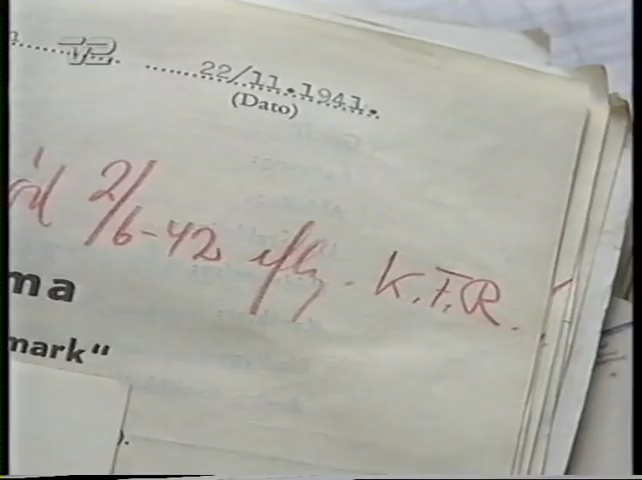 22/11.1941.
(Dato)
2/6-42 iflg. K.F.R.
ma
mark"